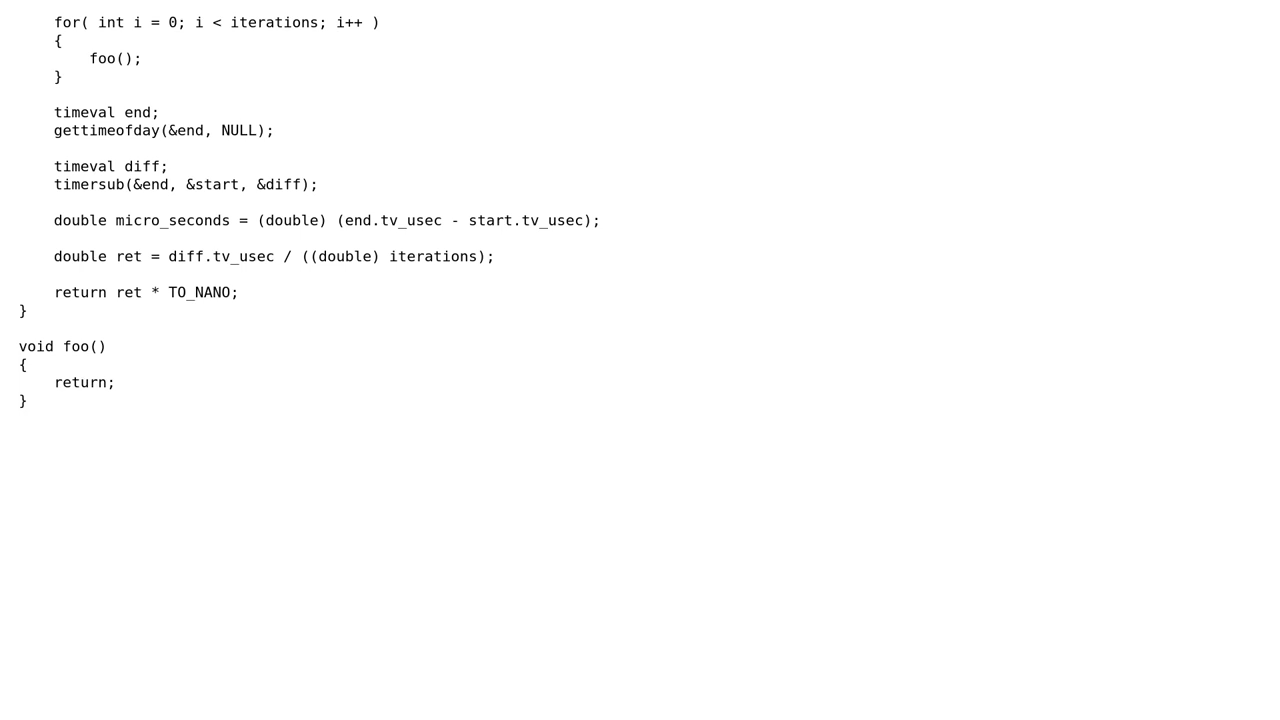 for( int i = 0; i < iterations; i++ )
    {
        foo();
    }

    timeval end;
    gettimeofday(&end, NULL);

    timeval diff;
    timersub(&end, &start, &diff);

    double micro_seconds = (double) (end.tv_usec - start.tv_usec);

    double ret = diff.tv_usec / ((double) iterations);

    return ret * TO_NANO;
}

void foo()
{
    return;
}